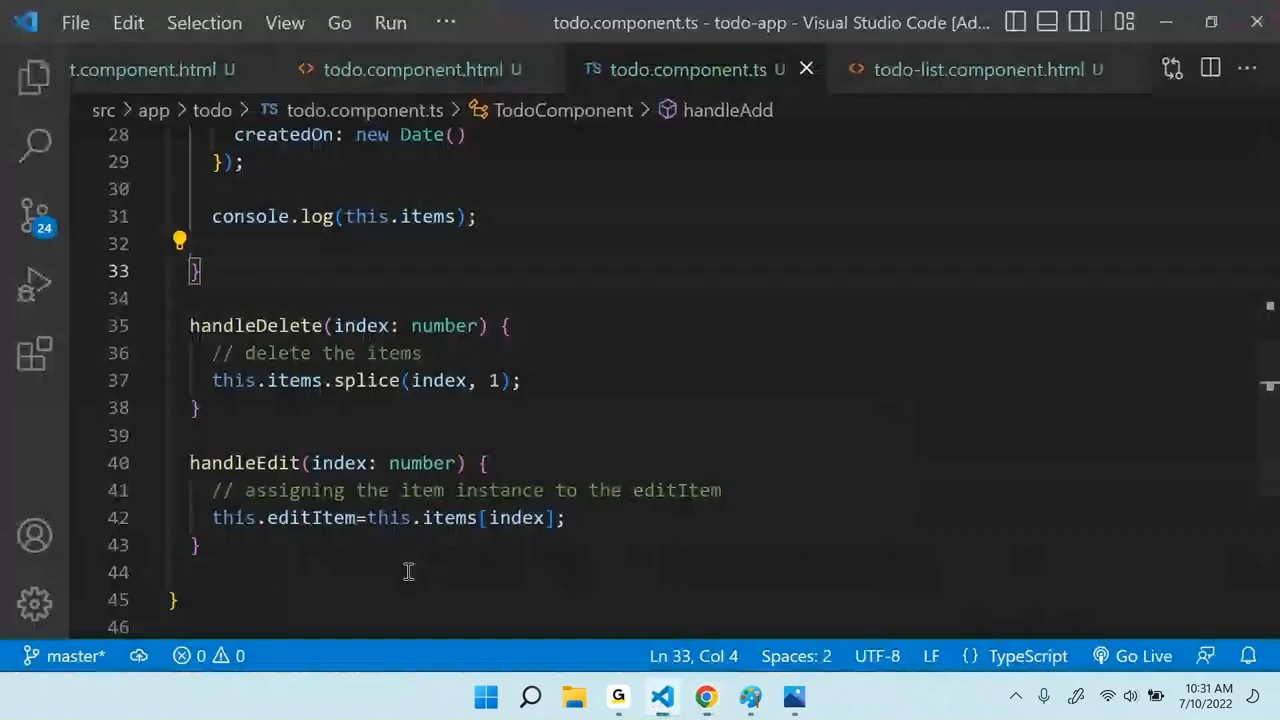 File Edit Selection View Go Run ··· todo.component.ts - todo-app - Visual Studio Code [Ad...
t.component.html U <> todo.component.html U TS todo.component.ts U <> todo-list.component.html U ···
src > app > todo > TS todo.component.ts > TodoComponent > handleAdd
28 createdOn: new Date()
29 });
30
31 console.log(this.items);
32
33 }
34
35 handleDelete(index: number) {
36 // delete the items
37 this.items.splice(index, 1);
38 }
39
40 handleEdit(index: number) {
41 // assigning the item instance to the editItem
42 this.editItem=this.items[index];
43 }
44
45 }
46
24
master* 0 0 Ln 33, Col 4 Spaces: 2 UTF-8 LF {} TypeScript Go Live
G
10:31 AM
7/10/2022